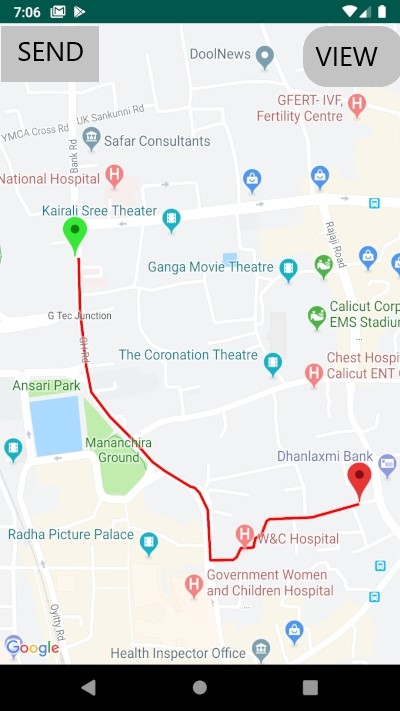 7:06
SEND
VIEW
DoolNews
GFERT- IVF,
Fertility Centre
UK Sankunni Rd
YMCA Cross Rd
Bank Rd
Safar Consultants
National Hospital
H
H
Kairali Sree Theater
Rajaji Road
Ganga Movie Theatre
G Tec Junction
Calicut Corp
EMS Stadiu
The Coronation Theatre
GH Rd
Chest Hospi
Calicut ENT
H
Ansari Park
Mananchira
Ground
Dhanlaxmi Bank
Radha Picture Palace
H
W&C Hospital
H
Government Women
and Children Hospital
Oyitty Rd
Google
Health Inspector Office